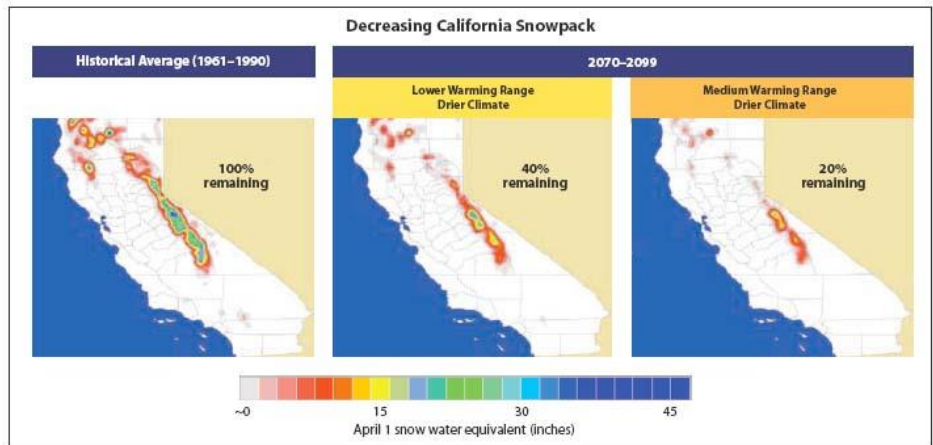 Decreasing California Snowpack
Historical Average (1961–1990)
2070–2099
Lower Warming Range
Drier Climate
Medium Warming Range
Drier Climate
100%
remaining
40%
remaining
20%
remaining
~0 15 30 45
April 1 snow water equivalent (inches)